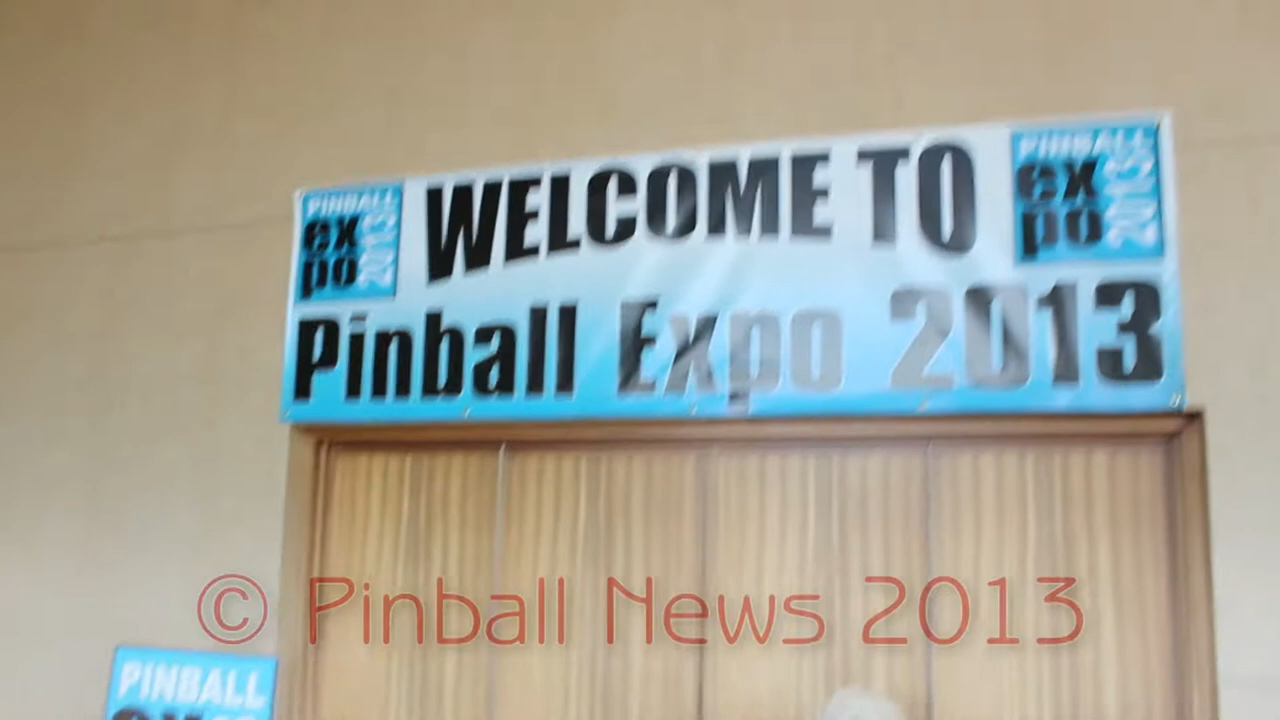 PINBALL
ex
po
2013
WELCOME TO
PINBALL
ex
po
2013
Pinball Expo 2013
© Pinball News 2013
PINBALL